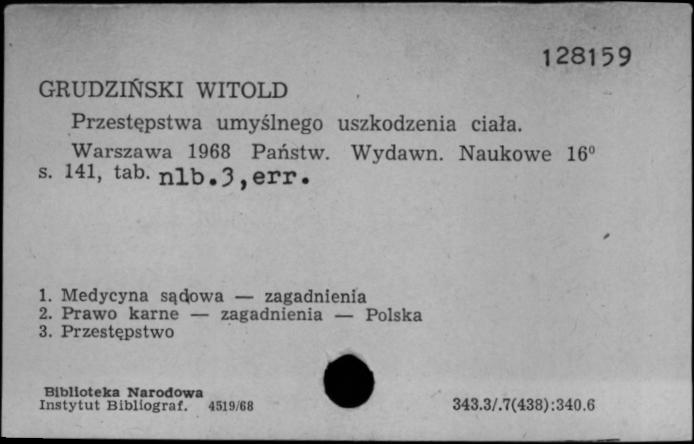 128159
GRUDZIŃSKI WITOLD
Przestępstwa umyślnego uszkodzenia ciała.
Warszawa 1968 Państw. Wydawn. Naukowe 16⁰
s. 141, tab. nlb.3,err.
1. Medycyna sądowa — zagadnienia
2. Prawo karne — zagadnienia — Polska
3. Przestępstwo
Biblioteka Narodowa
Instytut Bibliograf. 4519/68
343.3/.7(438):340.6